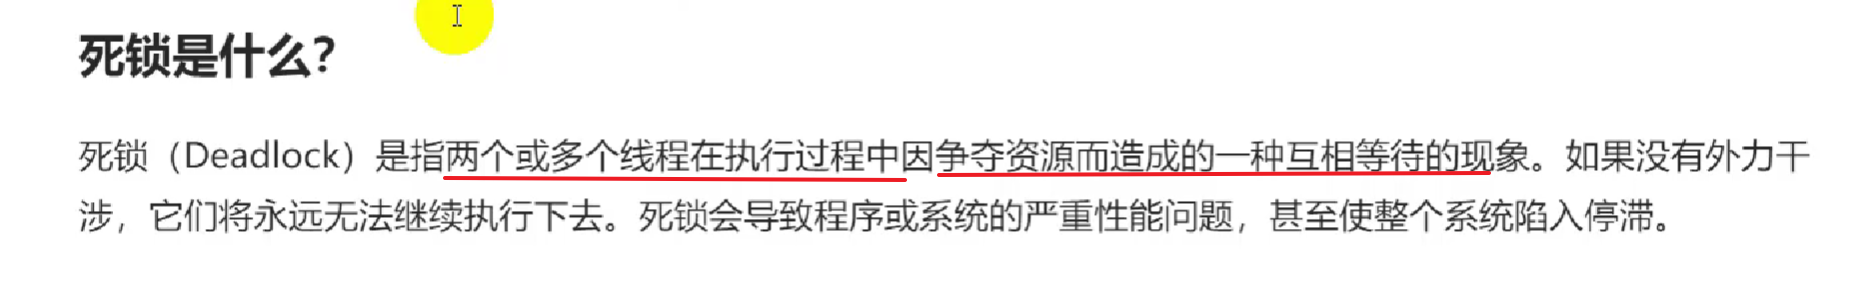 死锁是什么？
死锁（Deadlock）是指两个或多个线程在执行过程中因争夺资源而造成的一种互相等待的现象。如果没有外力干
涉，它们将永远无法继续执行下去。死锁会导致程序或系统的严重性能问题，甚至使整个系统陷入停滞。